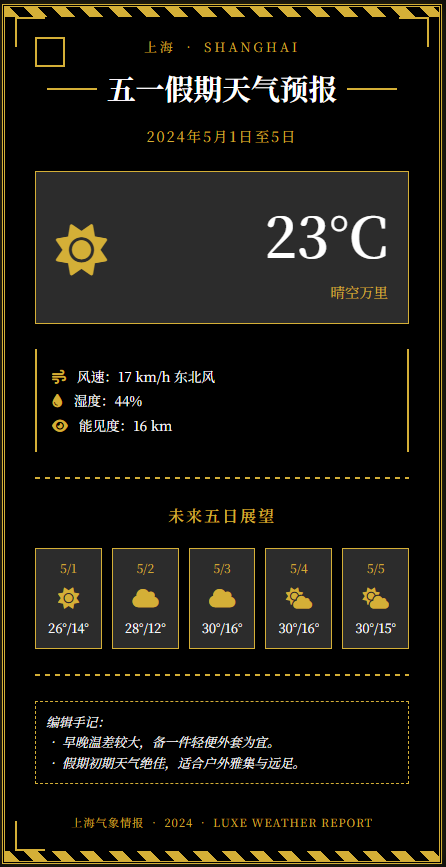 上海 · SHANGHAI
五一假期天气预报
2024年5月1日至5日
23°C
晴空万里
风速：17 km/h 东北风
湿度：44%
能见度：16 km
未来五日展望
5/1 5/2 5/3 5/4 5/5
26°/14° 28°/12° 30°/16° 30°/16° 30°/15°
编辑手记：
· 早晚温差较大，备一件轻便外套为宜。
· 假期初期天气绝佳，适合户外雅集与远足。
上海气象情报 · 2024 · LUXE WEATHER REPORT